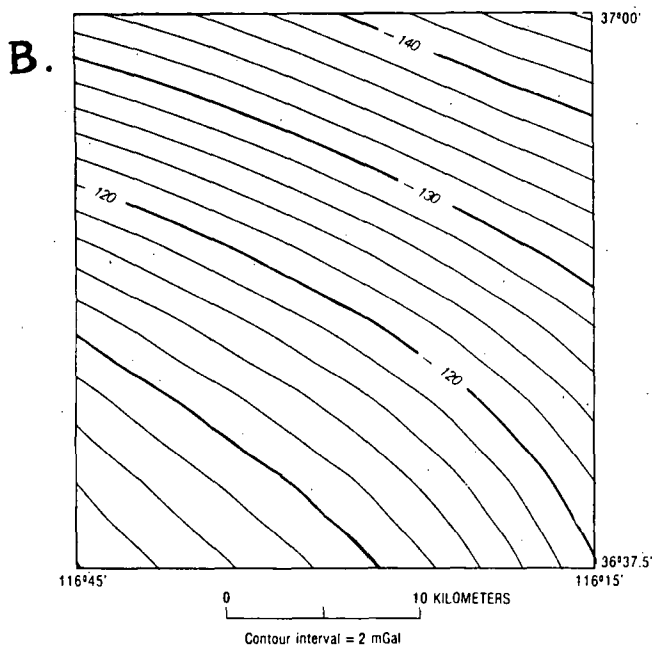 B.
37°00'
-140
-130
-120
-120
36°37.5'
116°45'
116°15'
0 10 KILOMETERS
Contour interval = 2 mGal